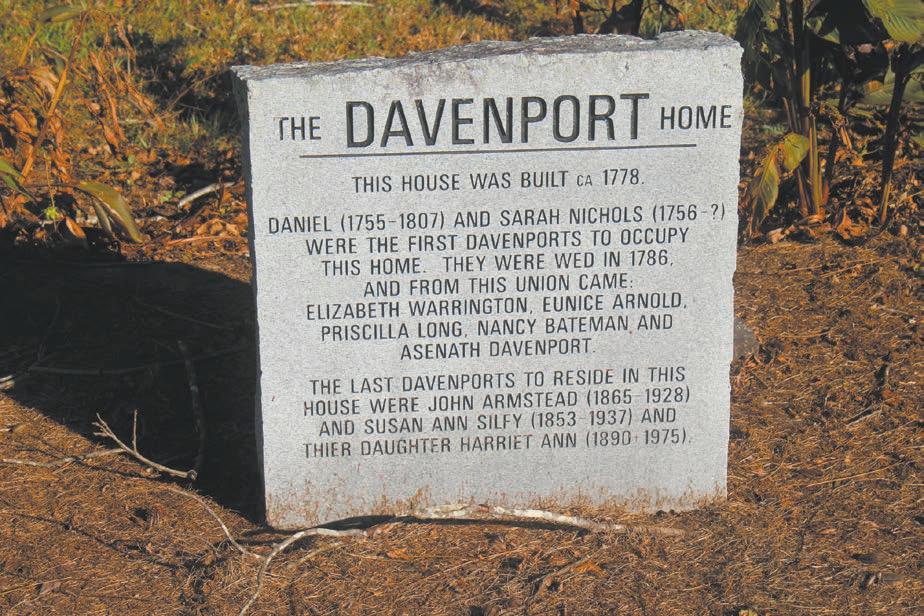 THE DAVENPORT HOME
THIS HOUSE WAS BUILT CA 1778.
DANIEL (1755-1807) AND SARAH NICHOLS (1756-?)
WERE THE FIRST DAVENPORTS TO OCCUPY
THIS HOME. THEY WERE WED IN 1786,
AND FROM THIS UNION CAME:
ELIZABETH WARRINGTON, EUNICE ARNOLD,
PRISCILLA LONG, NANCY BATEMAN, AND
ASENATH DAVENPORT.
THE LAST DAVENPORTS TO RESIDE IN THIS
HOUSE WERE JOHN ARMSTEAD (1865-1928)
AND SUSAN ANN SILFY (1853-1937) AND
THIER DAUGHTER HARRIET ANN (1890-1975).